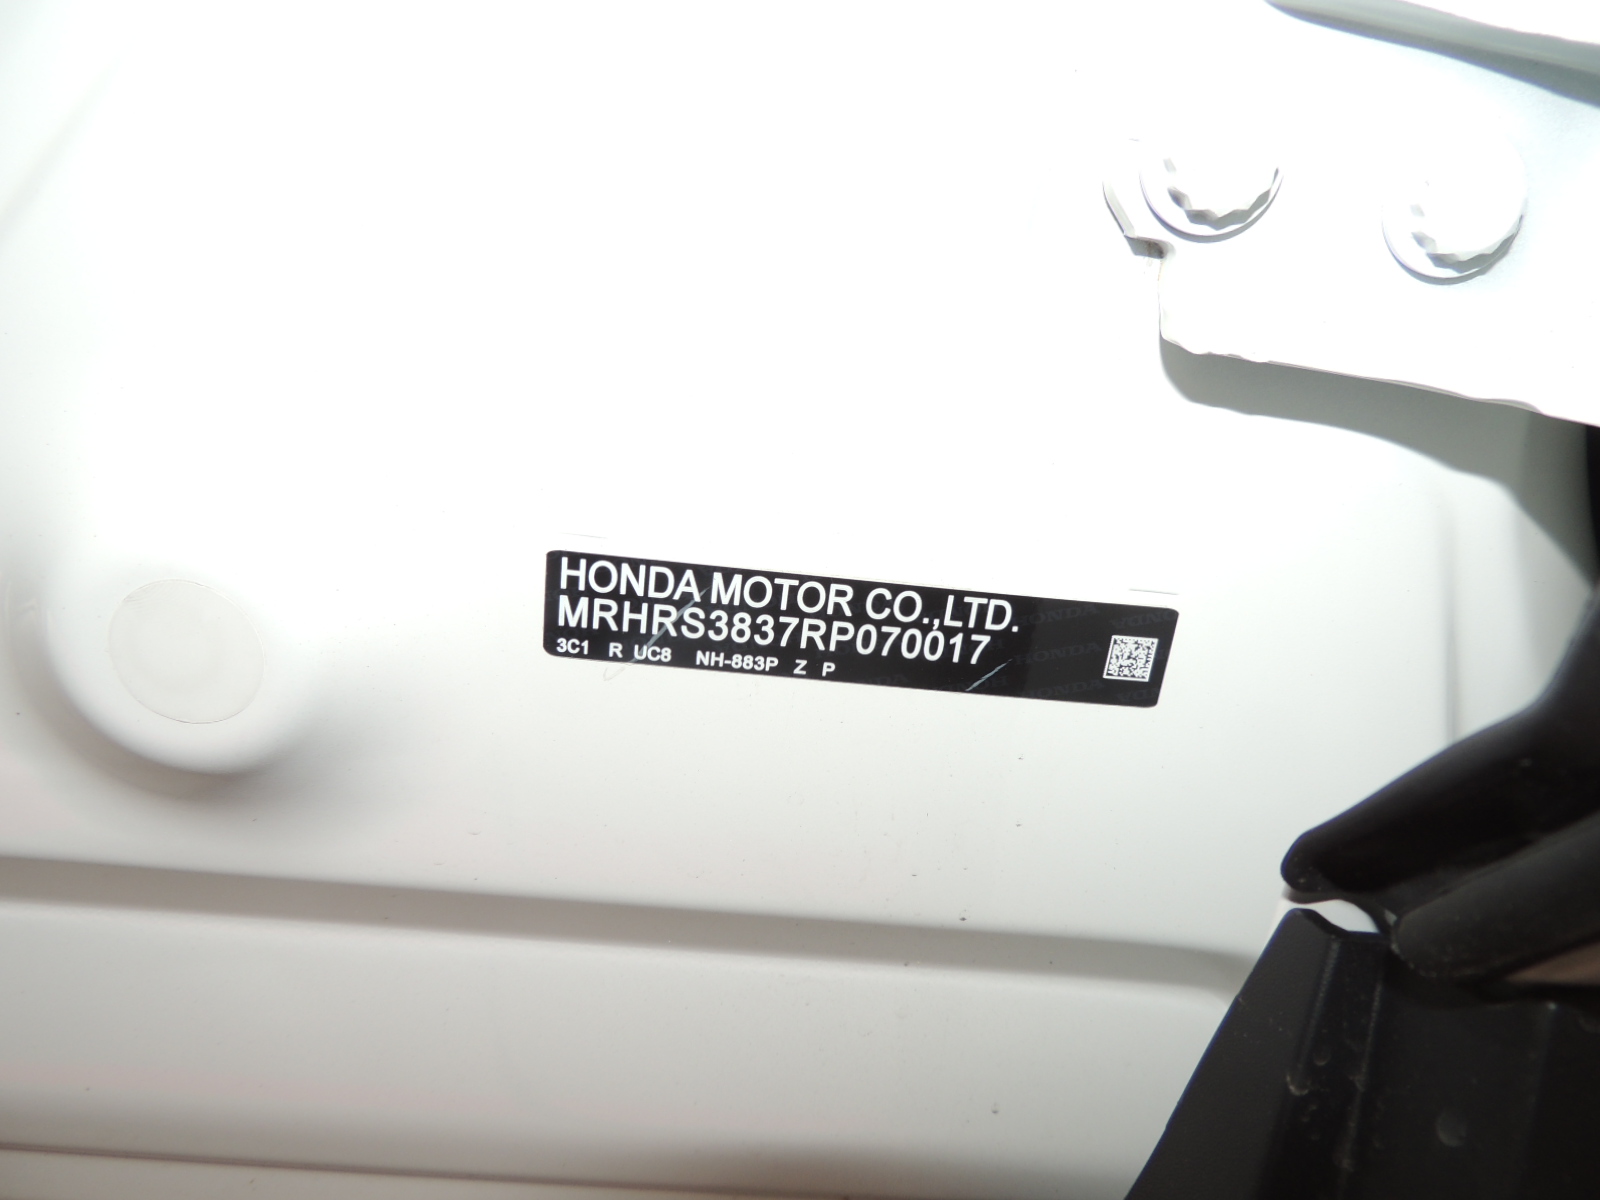 HONDA MOTOR CO.,LTD.
MRHRS3837RP070017
3C1 R UC8 NH-883P Z P